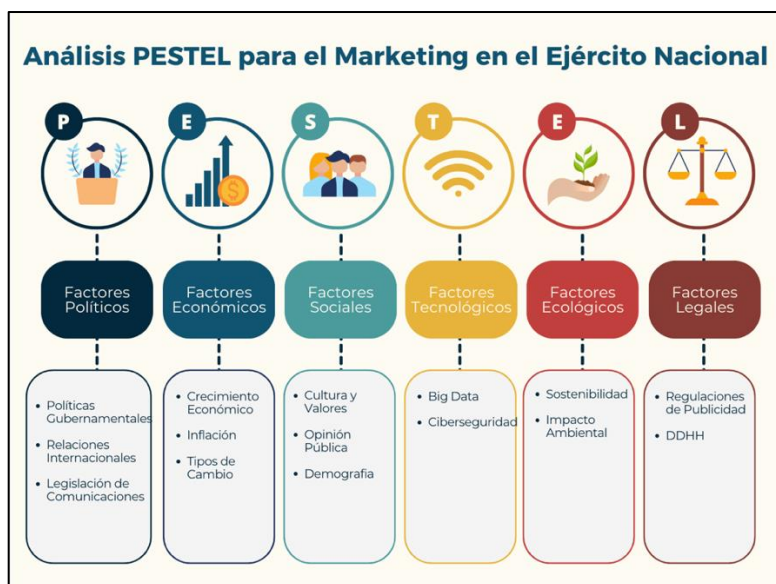 Análisis PESTEL para el Marketing en el Ejército Nacional
P
E
S
T
E
L
Factores
Políticos
Factores
Económicos
Factores
Sociales
Factores
Tecnológicos
Factores
Ecológicos
Factores
Legales
• Políticas
Gubernamentales
• Relaciones
Internacionales
• Legislación de
Comunicaciones
• Crecimiento
Económico
• Inflación
• Tipos de
Cambio
• Cultura y
Valores
• Opinión
Pública
• Demografia
• Big Data
• Ciberseguridad
• Sostenibilidad
• Impacto
Ambiental
• Regulaciones
de Publicidad
• DDHH